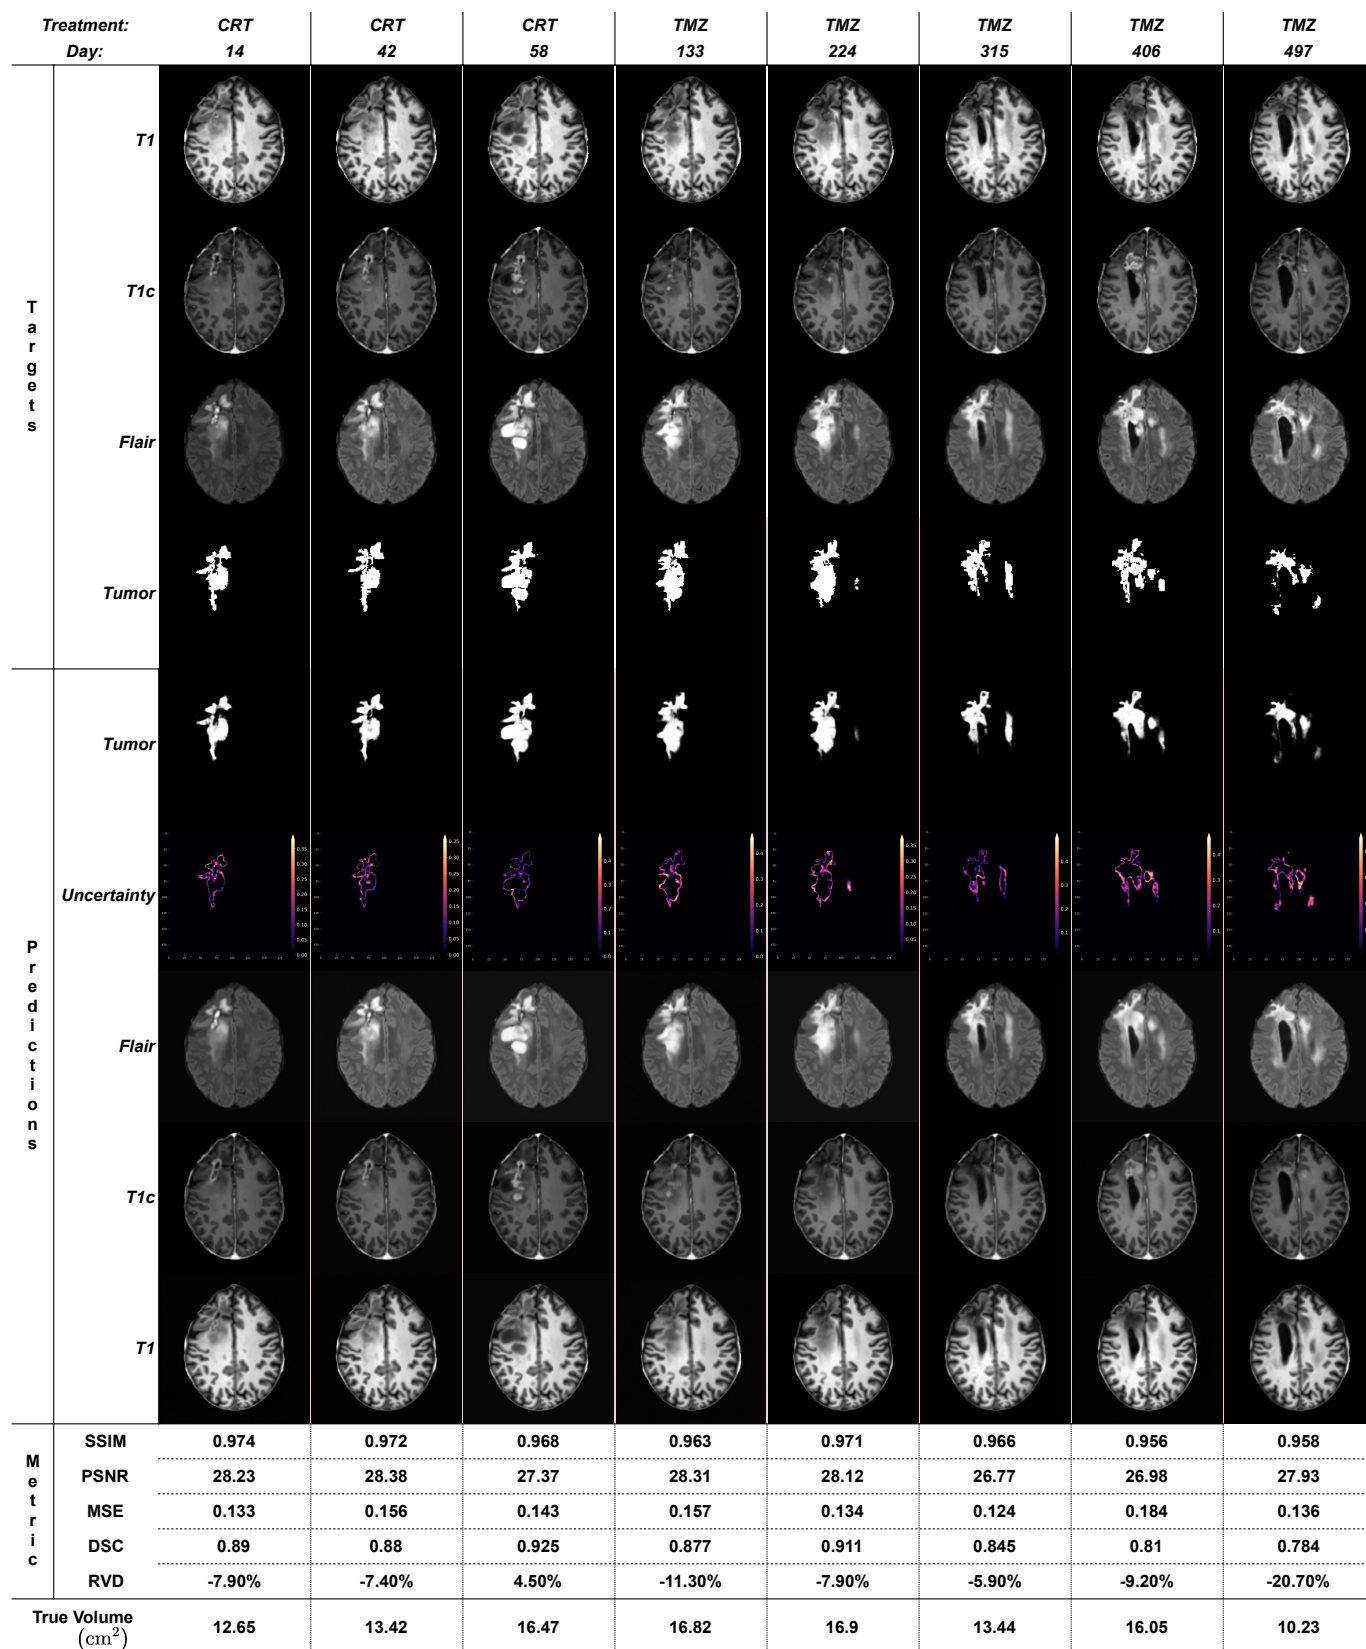 Treatment: CRT CRT CRT TMZ TMZ TMZ TMZ TMZ
Day: 14 42 58 133 224 315 406 497
Targets
T1
T1c
Flair
Tumor
Predictions
Tumor
Uncertainty
Flair
T1c
T1
Metric
SSIM 0.974 0.972 0.968 0.963 0.971 0.966 0.956 0.958
PSNR 28.23 28.38 27.37 28.31 28.12 26.77 26.98 27.93
MSE 0.133 0.156 0.143 0.157 0.134 0.124 0.184 0.136
DSC 0.89 0.88 0.925 0.877 0.911 0.845 0.81 0.784
RVD -7.90% -7.40% 4.50% -11.30% -7.90% -5.90% -9.20% -20.70%
True Volume (cm²) 12.65 13.42 16.47 16.82 16.9 13.44 16.05 10.23